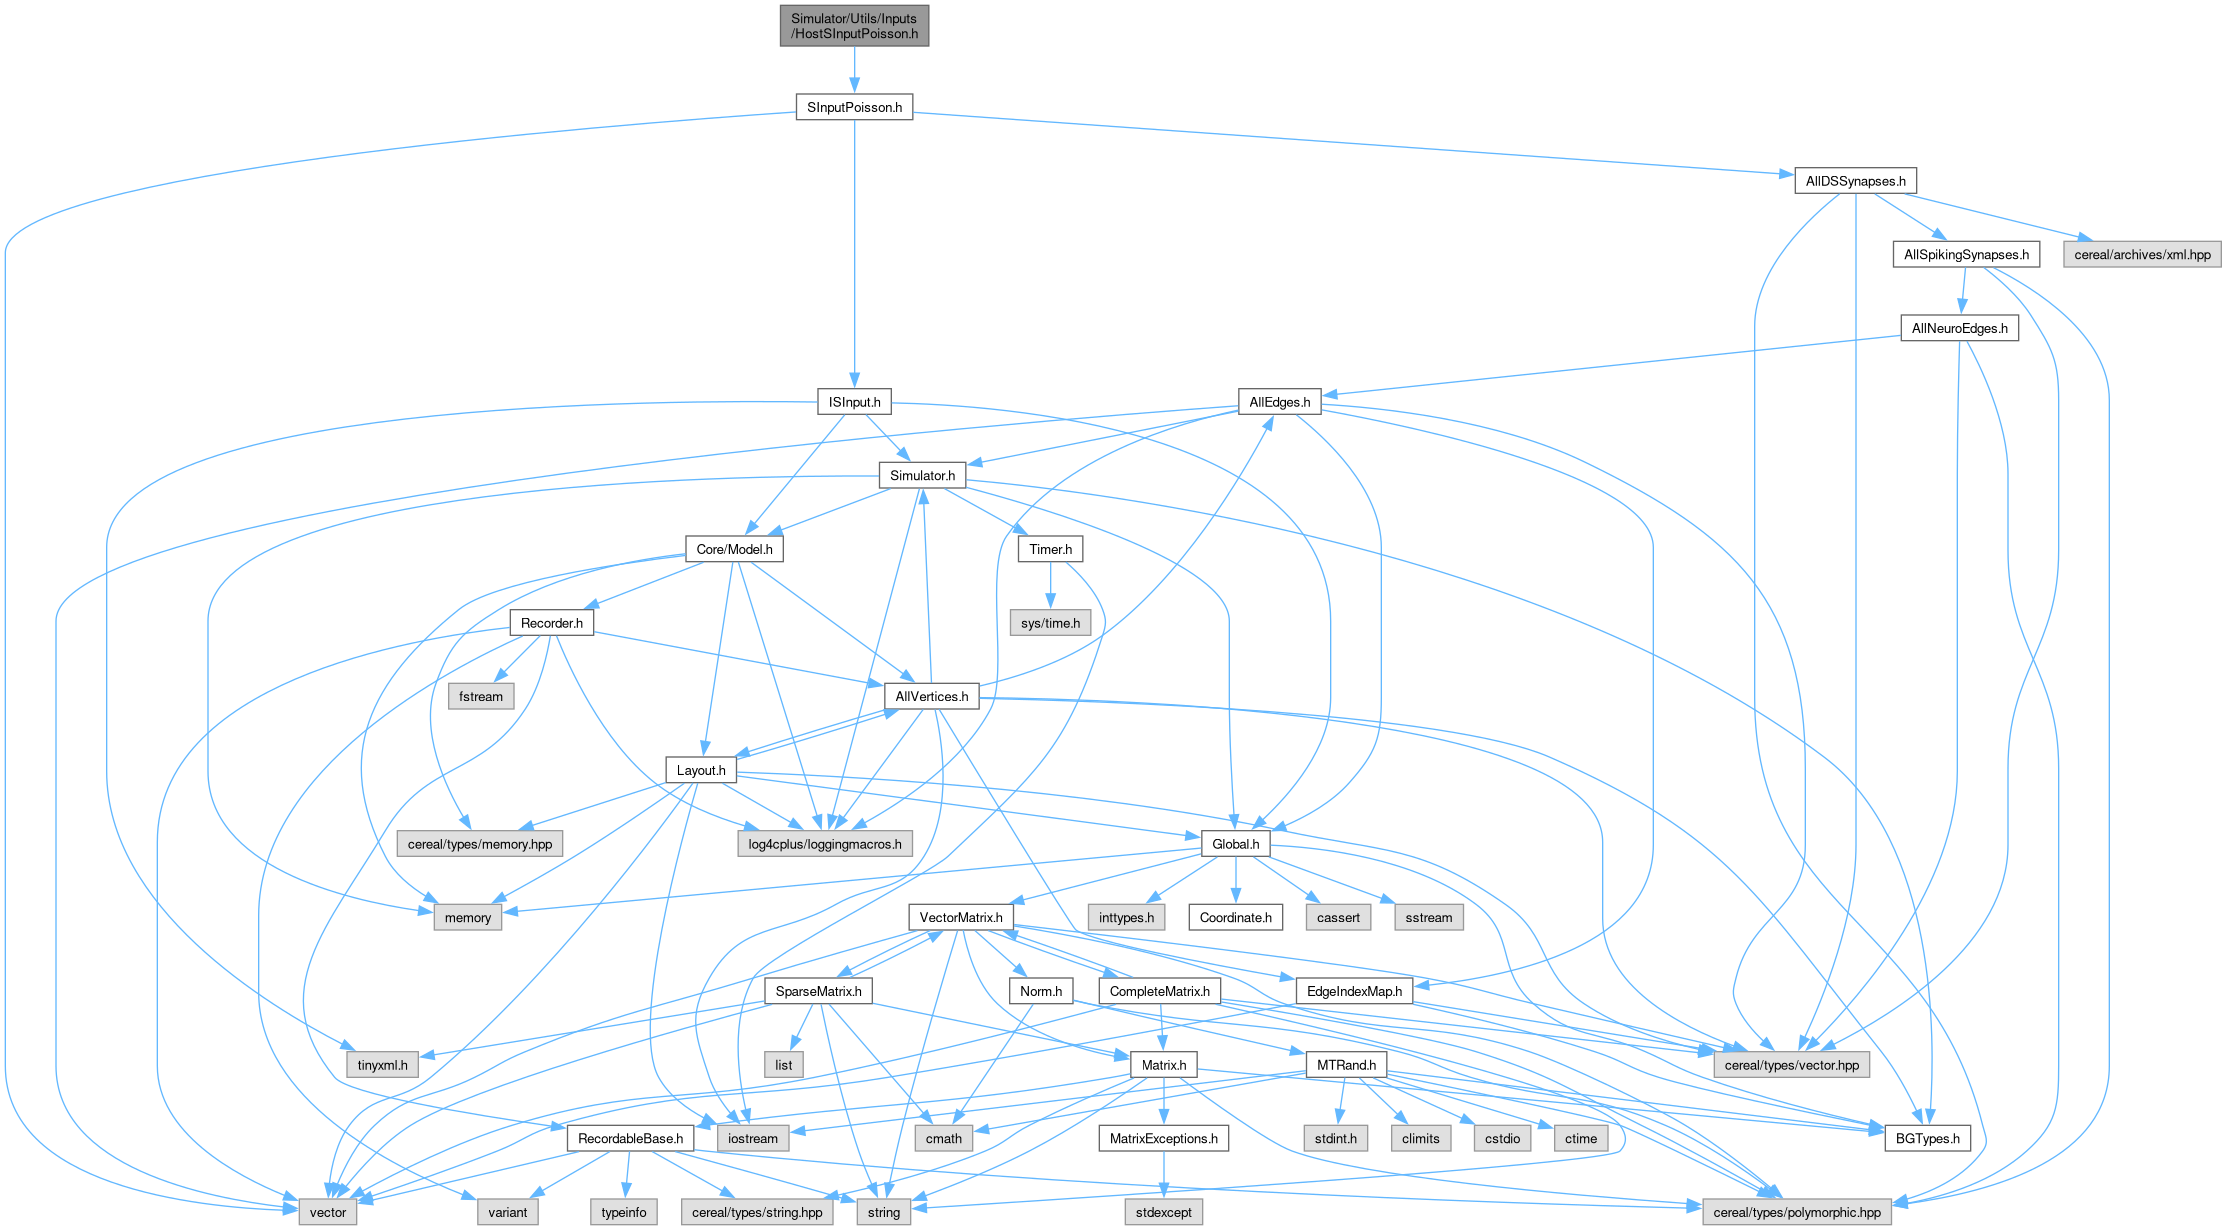 Simulator/Utils/Inputs
/HostSInputPoisson.h
SInputPoisson.h
AllDSSynapses.h
AllSpikingSynapses.h
cereal/archives/xml.hpp
AllNeuroEdges.h
ISInput.h
AllEdges.h
Simulator.h
Core/Model.h
Timer.h
Recorder.h
sys/time.h
fstream
AllVertices.h
Layout.h
cereal/types/memory.hpp
log4cplus/loggingmacros.h
Global.h
memory
VectorMatrix.h
inttypes.h
Coordinate.h
cassert
sstream
SparseMatrix.h
Norm.h
CompleteMatrix.h
EdgeIndexMap.h
tinyxml.h
list
Matrix.h
MTRand.h
cereal/types/vector.hpp
RecordableBase.h
iostream
cmath
MatrixExceptions.h
stdint.h
climits
cstdio
ctime
BGTypes.h
vector
variant
typeinfo
cereal/types/string.hpp
string
stdexcept
cereal/types/polymorphic.hpp